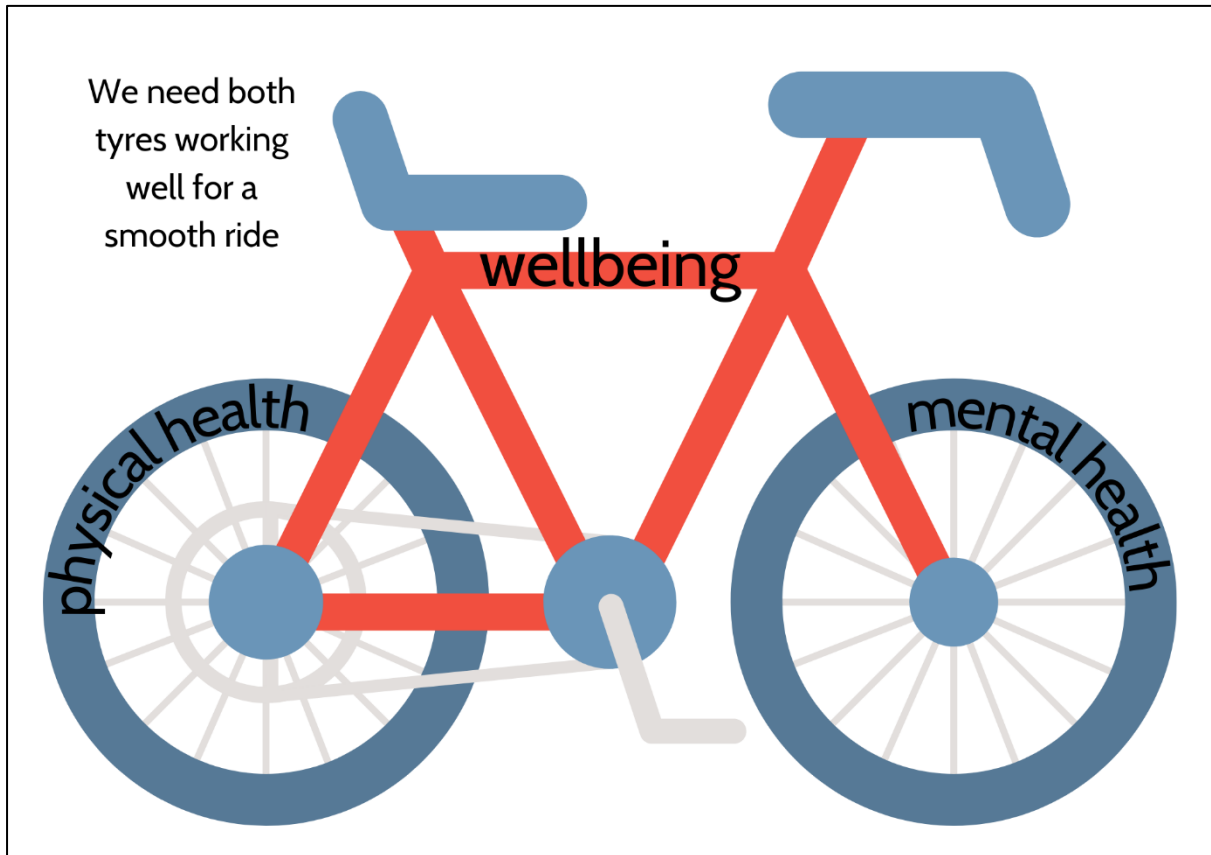 We need both
tyres working
well for a
smooth ride
wellbeing
physical health
mental health